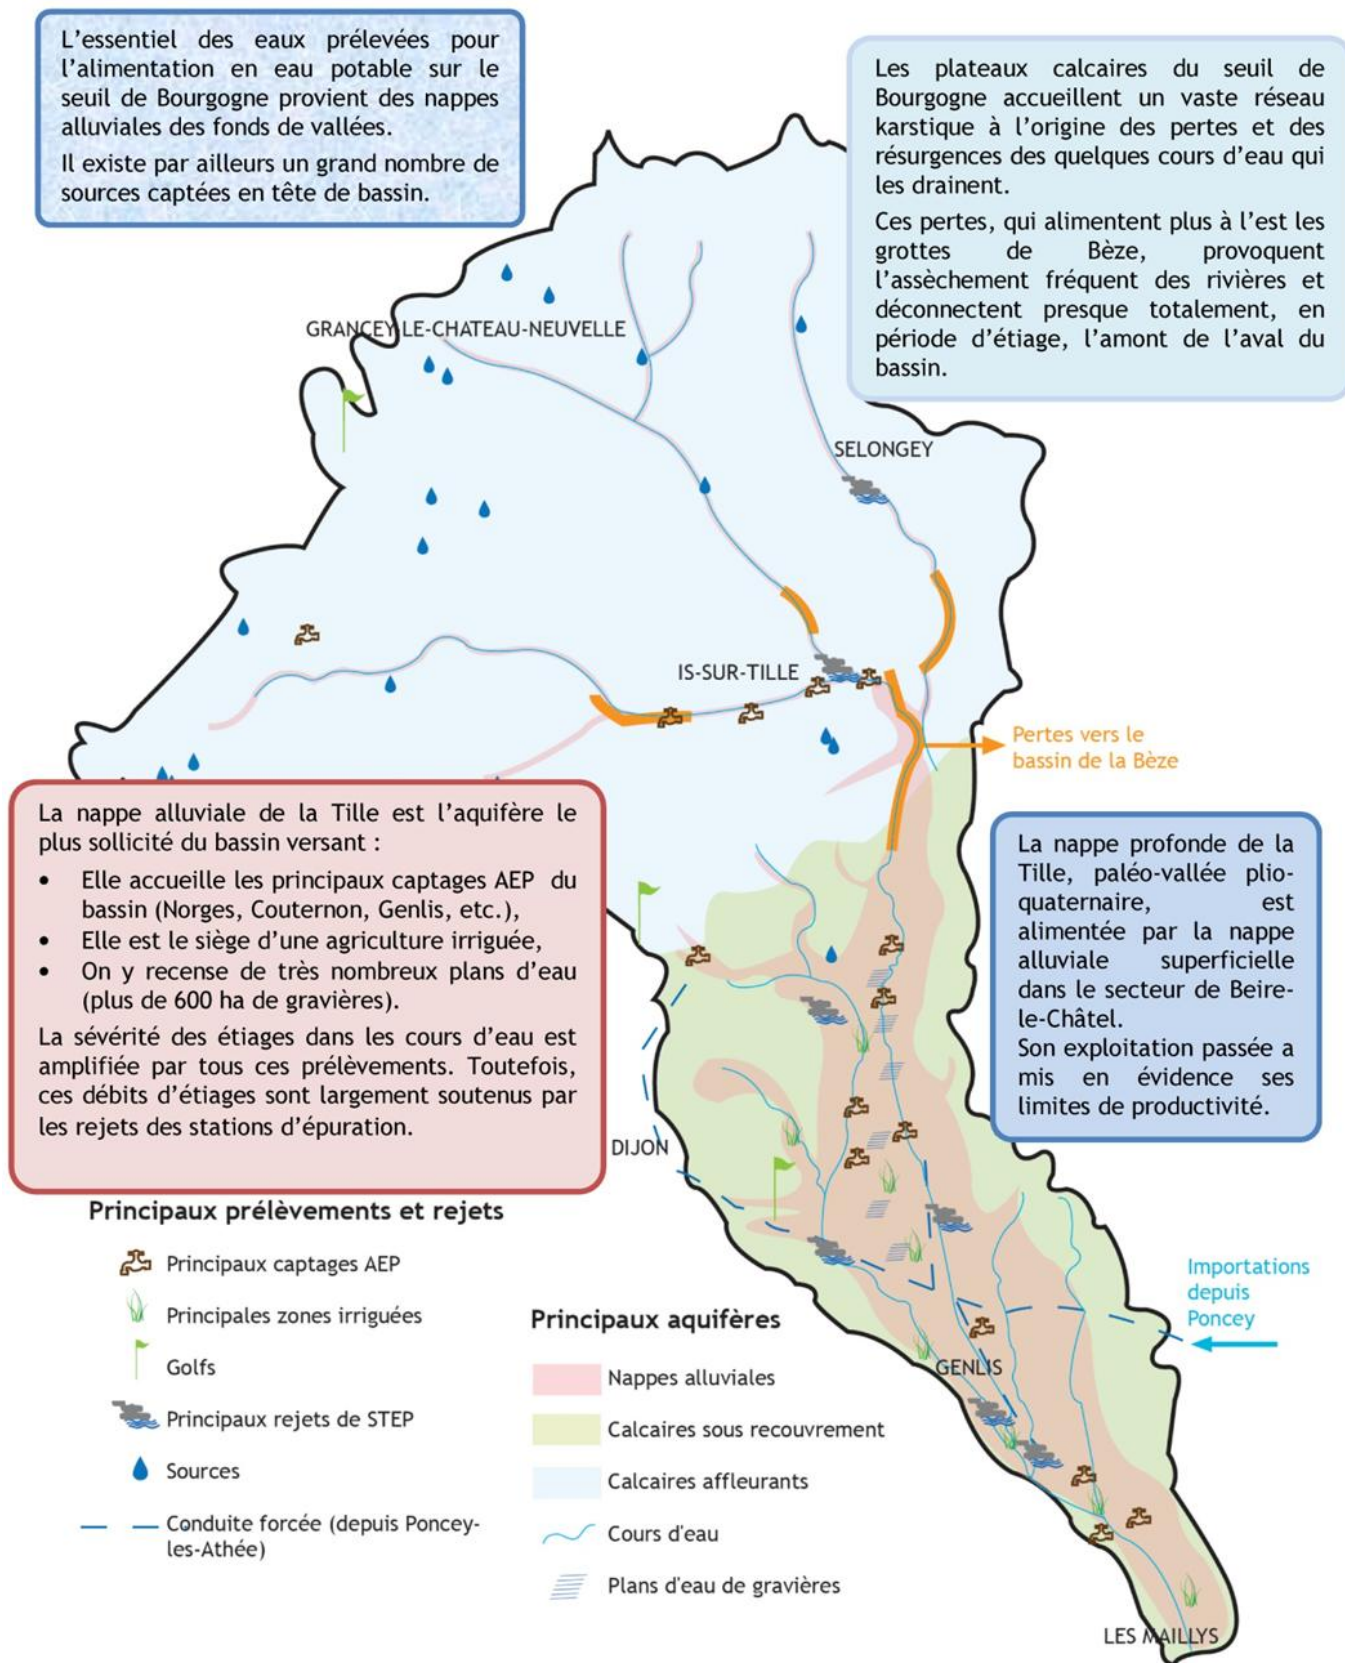 L'essentiel des eaux prélevées pour
l'alimentation en eau potable sur le
seuil de Bourgogne provient des nappes
alluviales des fonds de vallées.
Il existe par ailleurs un grand nombre de
sources captées en tête de bassin.
Les plateaux calcaires du seuil de
Bourgogne accueillent un vaste réseau
karstique à l'origine des pertes et des
résurgences des quelques cours d'eau qui
les drainent.
Ces pertes, qui alimentent plus à l'est les
grottes de Bèze, provoquent
l'assèchement fréquent des rivières et
déconnectent presque totalement, en
période d'étiage, l'amont de l'aval du
bassin.
GRANCEY-LE-CHATEAU-NEUVELLE
SELONGEY
IS-SUR-TILLE
Pertes vers le
bassin de la Bèze
La nappe alluviale de la Tille est l'aquifère le
plus sollicité du bassin versant :
• Elle accueille les principaux captages AEP du
bassin (Norges, Couternon, Genlis, etc.),
• Elle est le siège d'une agriculture irriguée,
• On y recense de très nombreux plans d'eau
(plus de 600 ha de gravières).
La sévérité des étiages dans les cours d'eau est
amplifiée par tous ces prélèvements. Toutefois,
ces débits d'étiages sont largement soutenus par
les rejets des stations d'épuration.
La nappe profonde de la
Tille, paléo-vallée plio-
quaternaire, est
alimentée par la nappe
alluviale superficielle
dans le secteur de Beire-
le-Châtel.
Son exploitation passée a
mis en évidence ses
limites de productivité.
DIJON
Importations
depuis
Poncey
GENLIS
LES MAILLYS
Principaux prélèvements et rejets
Principaux captages AEP
Principales zones irriguées
Golfs
Principaux rejets de STEP
Sources
Conduite forcée (depuis Poncey-
les-Athée)
Principaux aquifères
Nappes alluviales
Calcaires sous recouvrement
Calcaires affleurants
Cours d'eau
Plans d'eau de gravières